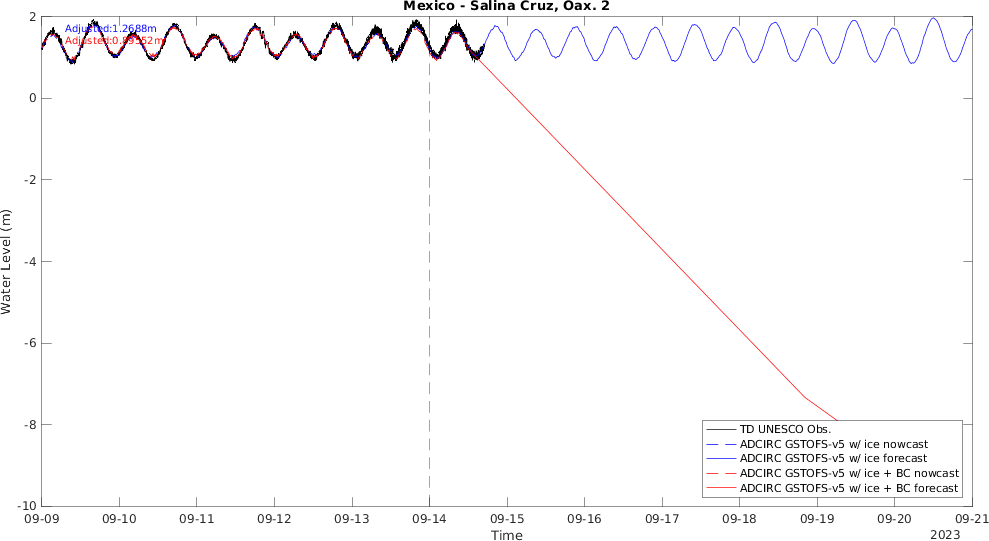 Mexico - Salina Cruz, Oax. 2
Adjusted:1.2688m
2
0
-2
-4
-6
-8
-10
Water Level (m)
TD UNESCO Obs.
ADCIRC GSTOFS-v5 w/ ice nowcast
ADCIRC GSTOFS-v5 w/ ice forecast
ADCIRC GSTOFS-v5 w/ ice + BC nowcast
ADCIRC GSTOFS-v5 w/ ice + BC forecast
09-09 09-10 09-11 09-12 09-13 09-14 09-15 09-16 09-17 09-18 09-19 09-20 09-21
Time
2023